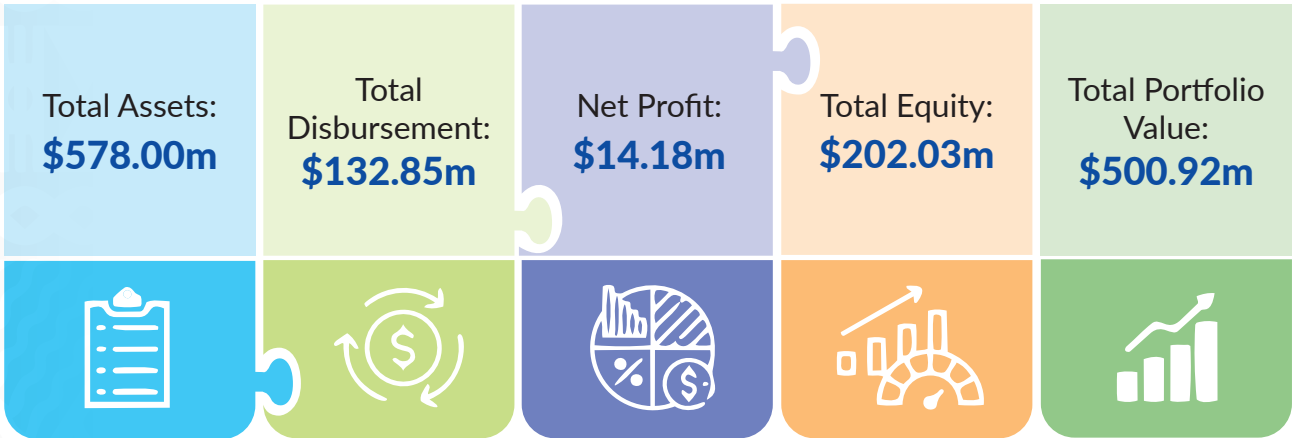 Total Assets:
$578.00m
Total
Disbursement:
$132.85m
Net Profit:
$14.18m
Total Equity:
$202.03m
Total Portfolio
Value:
$500.92m
$
%
$